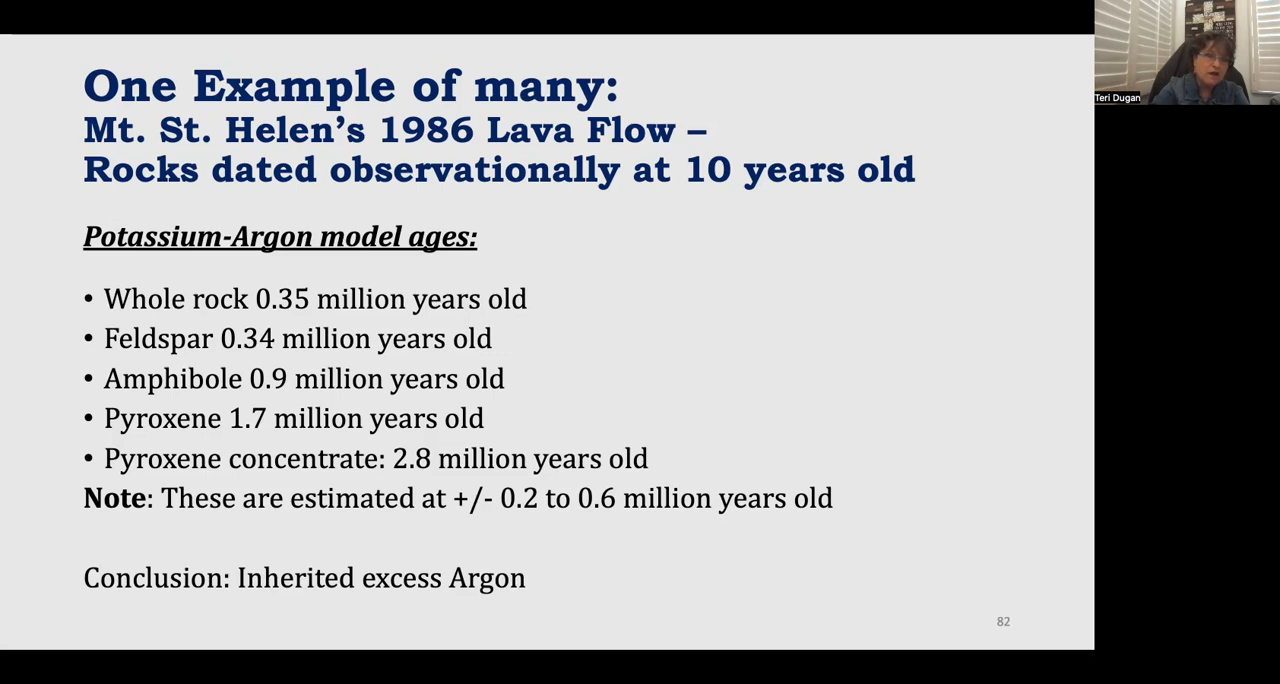 One Example of many:
Mt. St. Helen's 1986 Lava Flow –
Rocks dated observationally at 10 years old
Potassium-Argon model ages:
• Whole rock 0.35 million years old
• Feldspar 0.34 million years old
• Amphibole 0.9 million years old
• Pyroxene 1.7 million years old
• Pyroxene concentrate: 2.8 million years old
Note: These are estimated at +/- 0.2 to 0.6 million years old
Conclusion: Inherited excess Argon
82
Teri Dugan